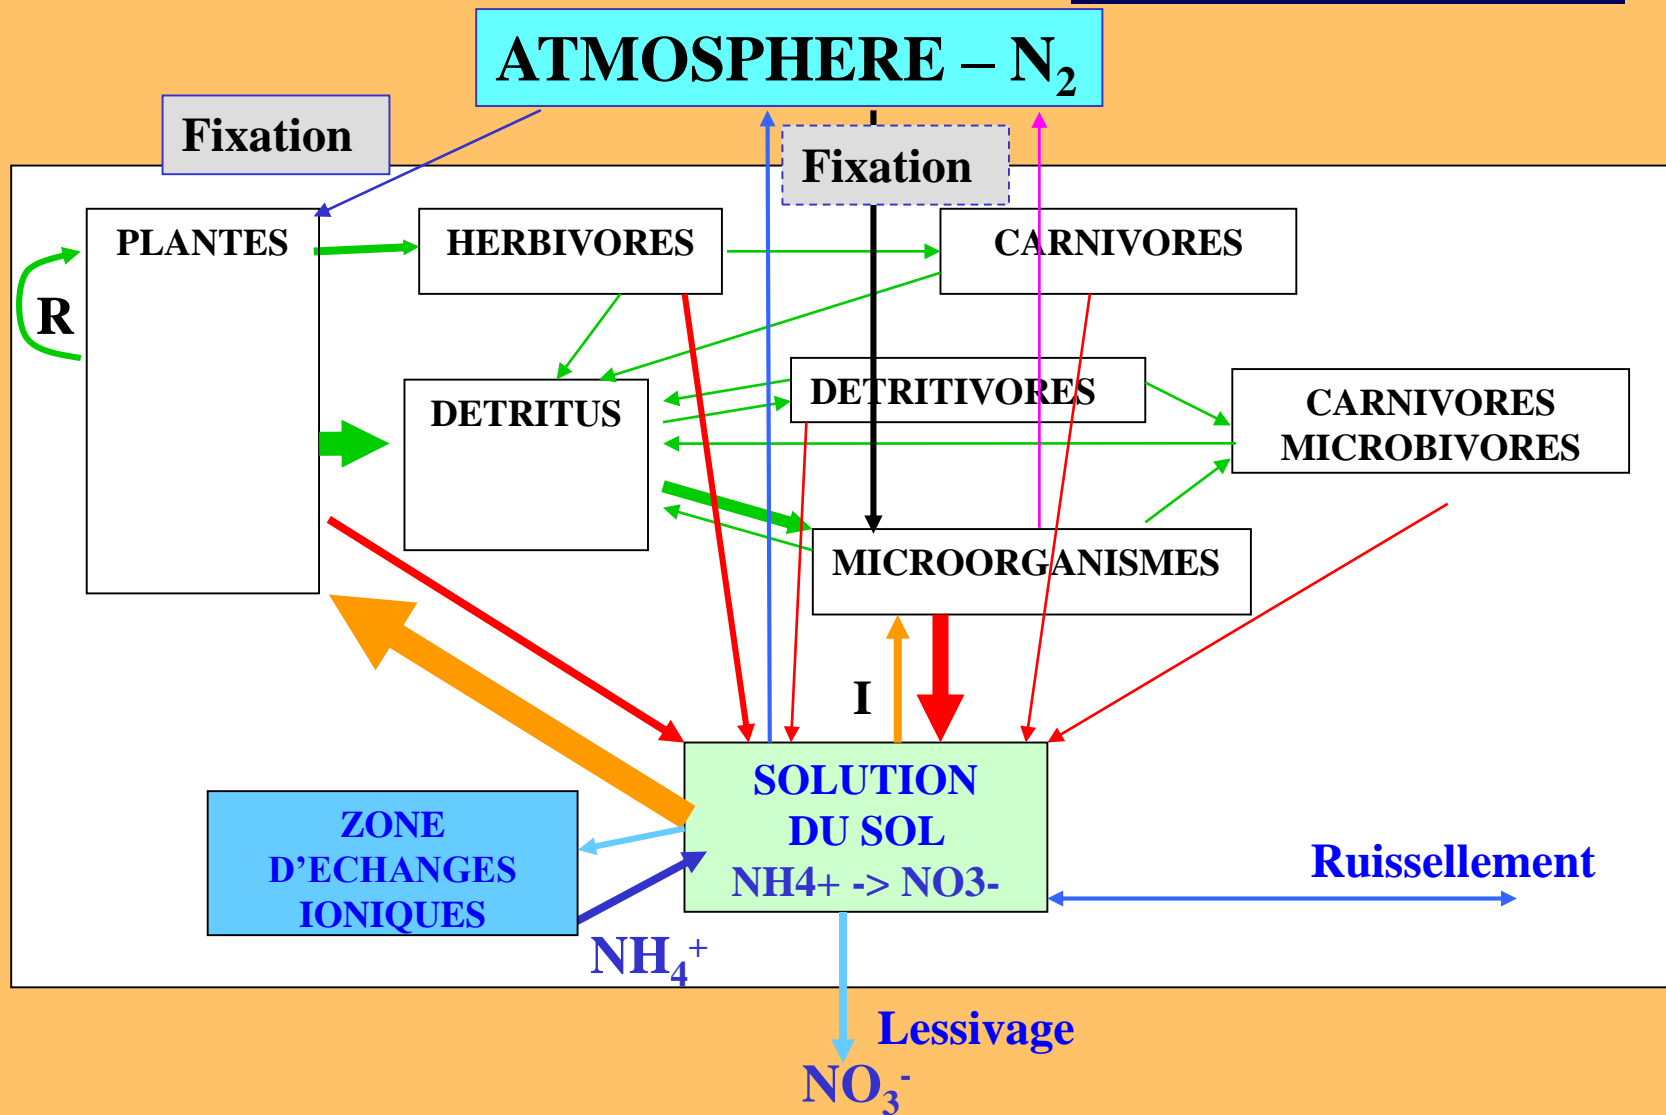 ATMOSPHERE – N₂
Fixation
Fixation
PLANTES
HERBIVORES
CARNIVORES
R
DETRITUS
DETRITIVORES
CARNIVORES
MICROBIVORES
MICROORGANISMES
I
SOLUTION
DU SOL
NH4+ -> NO3-
ZONE
D’ECHANGES
IONIQUES
NH₄⁺
Ruissellement
Lessivage
NO₃⁻